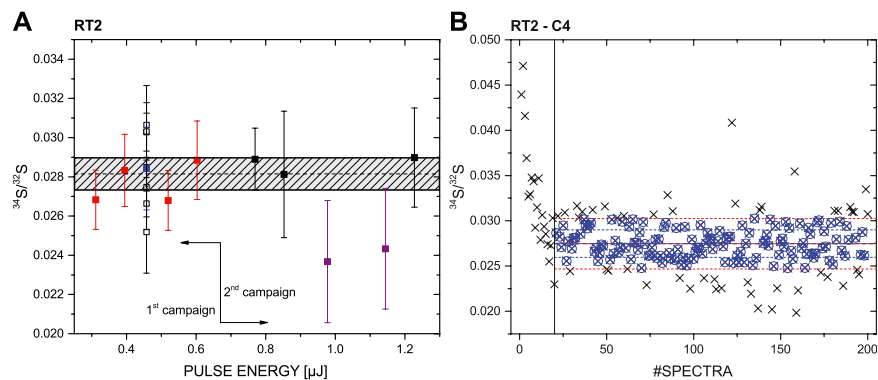 A
RT2
0.034
0.032
0.030
0.028
0.026
0.024
0.022
0.020
³⁴S/³²S
1st campaign
2nd campaign
0.4
0.6
0.8
1.0
1.2
PULSE ENERGY [µJ]
B
RT2 - C4
0.050
0.045
0.040
0.035
0.030
0.025
0.020
³⁴S/³²S
0
50
75
100
125
150
175
200
#SPECTRA